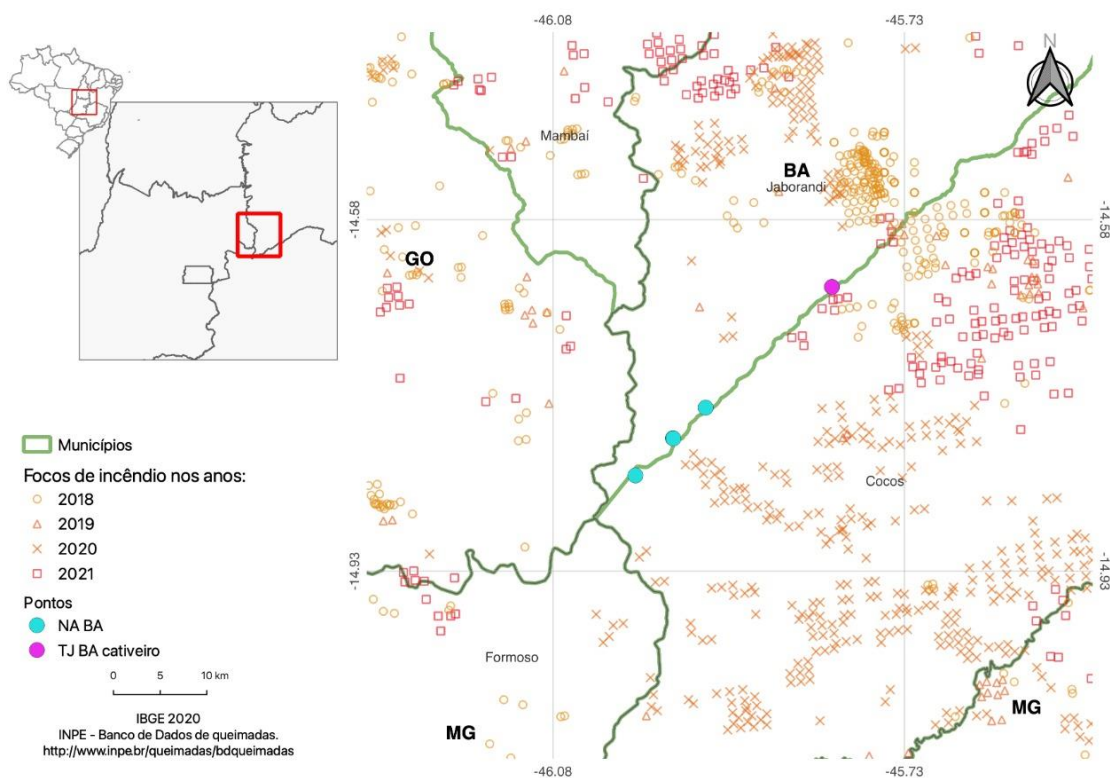 -46.08
-45.73
N
Mambaí
BA
Jaborandi
-14.58
-14.58
GO
Municípios
Focos de incêndio nos anos:
2018
2019
2020
2021
Cocos
-14.93
-14.93
Pontos
NA BA
TJ BA cativeiro
0 5 10 km
Formoso
IBGE 2020
INPE - Banco de Dados de queimadas.
http://www.inpe.br/queimadas/bdqueimadas
MG
MG
-46.08
-45.73